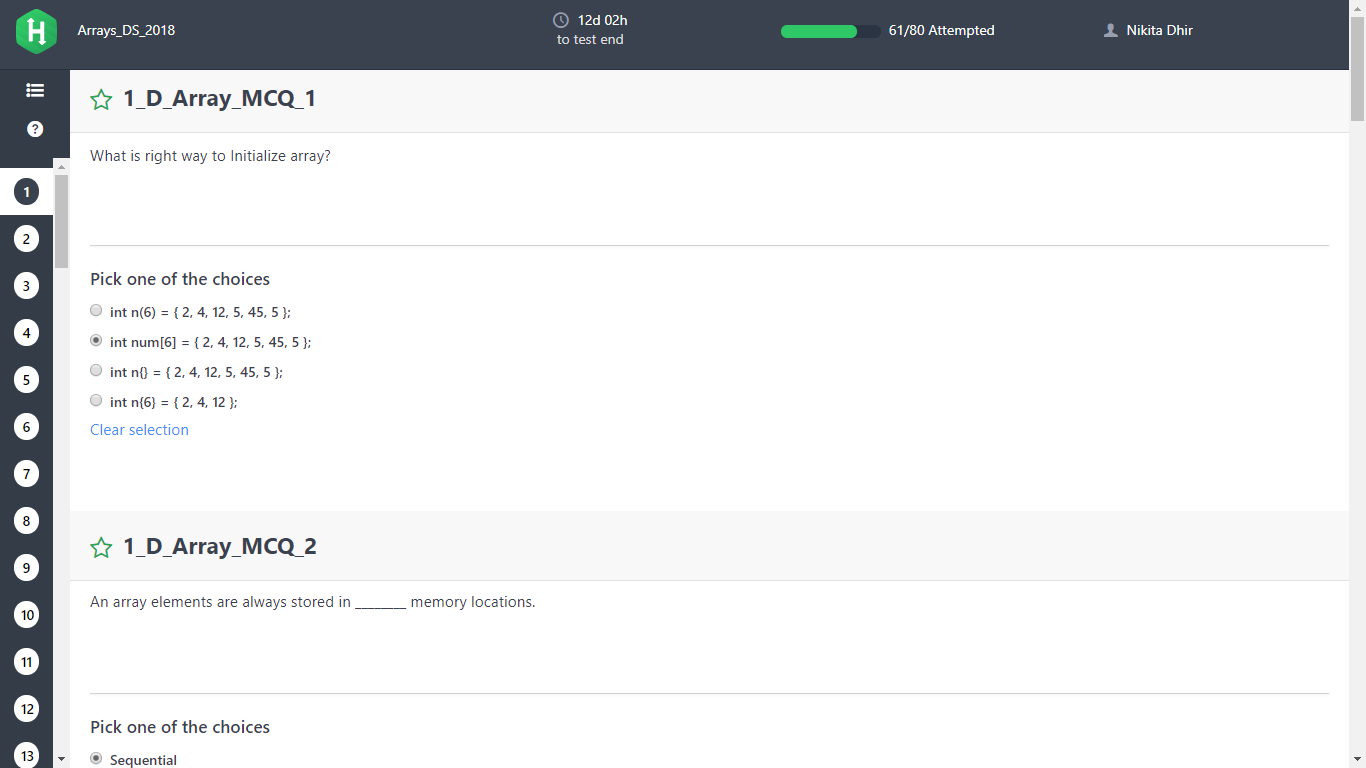 Arrays_DS_2018
12d 02h
to test end
61/80 Attempted
Nikita Dhir
?
1_D_Array_MCQ_1
What is right way to Initialize array?
Pick one of the choices
int n(6) = { 2, 4, 12, 5, 45, 5 };
int num[6] = { 2, 4, 12, 5, 45, 5 };
int n{} = { 2, 4, 12, 5, 45, 5 };
int n{6} = { 2, 4, 12 };
Clear selection
1_D_Array_MCQ_2
An array elements are always stored in ________ memory locations.
Pick one of the choices
Sequential
1
2
3
4
5
6
7
8
9
10
11
12
13